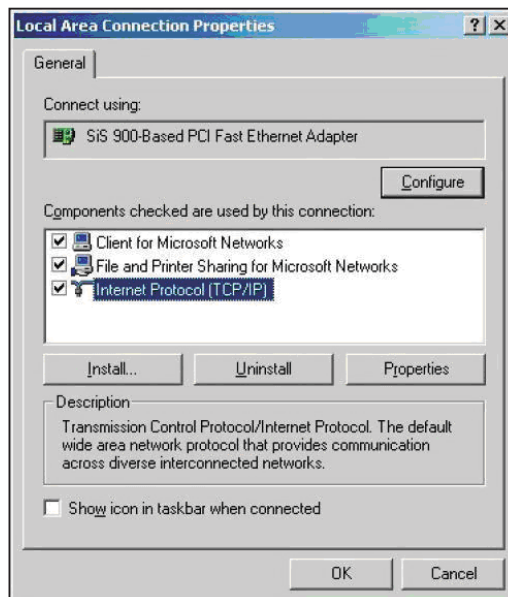 Local Area Connection Properties
General
Connect using:
SiS 900-Based PCI Fast Ethernet Adapter
Configure
Components checked are used by this connection:
Client for Microsoft Networks
File and Printer Sharing for Microsoft Networks
Internet Protocol (TCP/IP)
Install... Uninstall Properties
Description
Transmission Control Protocol/Internet Protocol. The default
wide area network protocol that provides communication
across diverse interconnected networks.
Show icon in taskbar when connected
OK Cancel